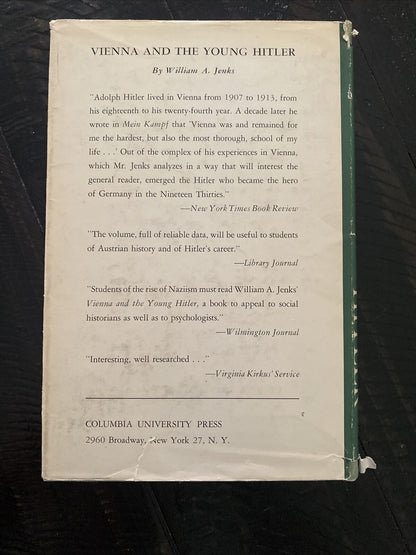 VIENNA AND THE YOUNG HITLER
By William A. Jenks
"Adolph Hitler lived in Vienna from 1907 to 1913, from
his eighteenth to his twenty-fourth year. A decade later he
wrote in Mein Kampf that 'Vienna was and remained for
me the hardest, but also the most thorough, school of my
life . . .' Out of the complex of his experiences in Vienna,
which Mr. Jenks analyzes in a way that will interest the
general reader, emerged the Hitler who became the hero
of Germany in the Nineteen Thirties."
—New York Times Book Review
"The volume, full of reliable data, will be useful to students
of Austrian history and of Hitler's career."
—Library Journal
"Students of the rise of Naziism must read William A. Jenks'
Vienna and the Young Hitler, a book to appeal to social
historians as well as to psychologists."
—Wilmington Journal
"Interesting, well researched . . ."
—Virginia Kirkus' Service
COLUMBIA UNIVERSITY PRESS
2960 Broadway, New York 27, N. Y.